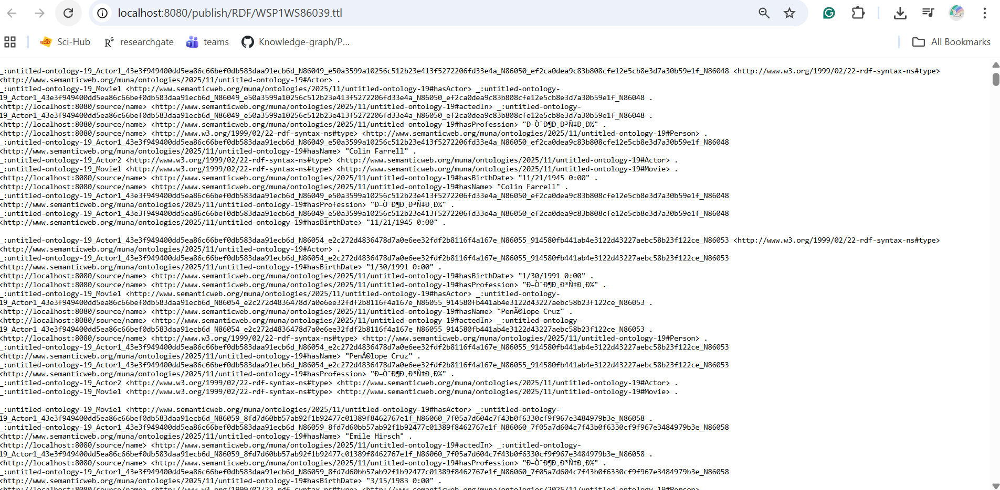 localhost:8080/publish/RDF/WSP1WS86039.ttl
Sci-Hub
RG researchgate
teams
Knowledge-graph/P...
All Bookmarks
_:untitled-ontology-19_Actor1_43e3f949400dd5ea86c66bef0db583daa91ecb6d_N86049_e50a3599a10256c512b23e413f5272206fd33e4a_N86050_ef2ca0dea9c83b808cfe12e5cb8e3d7a30b59e1f_N86048 <http://www.w3.org/1999/02/22-rdf-syntax-ns#type>
<http://www.semanticweb.org/muna/ontologies/2025/11/untitled-ontology-19#Actor> .
_:untitled-ontology-19_Movie1 <http://www.semanticweb.org/muna/ontologies/2025/11/untitled-ontology-19#hasActor> _:untitled-ontology-
19_Actor1_43e3f949400dd5ea86c66bef0db583daa91ecb6d_N86049_e50a3599a10256c512b23e413f5272206fd33e4a_N86050_ef2ca0dea9c83b808cfe12e5cb8e3d7a30b59e1f_N86048 .
<http://localhost:8080/source/name> <http://www.semanticweb.org/muna/ontologies/2025/11/untitled-ontology-19#actedIn> _:untitled-ontology-
19_Actor1_43e3f949400dd5ea86c66bef0db583daa91ecb6d_N86049_e50a3599a10256c512b23e413f5272206fd33e4a_N86050_ef2ca0dea9c83b808cfe12e5cb8e3d7a30b59e1f_N86048 .
<http://localhost:8080/source/name> <http://www.semanticweb.org/muna/ontologies/2025/11/untitled-ontology-19#hasProfession> "Ð–Ò¯Ð¶Ð¸Ð³Ñ‡Ð¸Ð½" .
<http://localhost:8080/source/name> <http://www.w3.org/1999/02/22-rdf-syntax-ns#type> <http://www.semanticweb.org/muna/ontologies/2025/11/untitled-ontology-19#Person> .
_:untitled-ontology-19_Actor1_43e3f949400dd5ea86c66bef0db583daa91ecb6d_N86049_e50a3599a10256c512b23e413f5272206fd33e4a_N86050_ef2ca0dea9c83b808cfe12e5cb8e3d7a30b59e1f_N86048
<http://www.semanticweb.org/muna/ontologies/2025/11/untitled-ontology-19#hasName> "Colin Farrell" .
_:untitled-ontology-19_Actor2 <http://www.w3.org/1999/02/22-rdf-syntax-ns#type> <http://www.semanticweb.org/muna/ontologies/2025/11/untitled-ontology-19#Actor> .
_:untitled-ontology-19_Movie1 <http://www.w3.org/1999/02/22-rdf-syntax-ns#type> <http://www.semanticweb.org/muna/ontologies/2025/11/untitled-ontology-19#Movie> .
<http://localhost:8080/source/name> <http://www.semanticweb.org/muna/ontologies/2025/11/untitled-ontology-19#hasBirthDate> "11/21/1945 0:00" .
<http://localhost:8080/source/name> <http://www.semanticweb.org/muna/ontologies/2025/11/untitled-ontology-19#hasName> "Colin Farrell" .
_:untitled-ontology-19_Actor1_43e3f949400dd5ea86c66bef0db583daa91ecb6d_N86049_e50a3599a10256c512b23e413f5272206fd33e4a_N86050_ef2ca0dea9c83b808cfe12e5cb8e3d7a30b59e1f_N86048
<http://www.semanticweb.org/muna/ontologies/2025/11/untitled-ontology-19#hasProfession> "Ð–Ò¯Ð¶Ð¸Ð³Ñ‡Ð¸Ð½" .
_:untitled-ontology-19_Actor1_43e3f949400dd5ea86c66bef0db583daa91ecb6d_N86049_e50a3599a10256c512b23e413f5272206fd33e4a_N86050_ef2ca0dea9c83b808cfe12e5cb8e3d7a30b59e1f_N86048
<http://www.semanticweb.org/muna/ontologies/2025/11/untitled-ontology-19#hasBirthDate> "11/21/1945 0:00" .
_:untitled-ontology-19_Actor1_43e3f949400dd5ea86c66bef0db583daa91ecb6d_N86054_e2c272d4836478d7a0e6ee32fdf2b8116f4a167e_N86055_914580fb441ab4e3122d43227aebc58b23f122ce_N86053 <http://www.w3.org/1999/02/22-rdf-syntax-ns#type>
<http://www.semanticweb.org/muna/ontologies/2025/11/untitled-ontology-19#Actor> .
_:untitled-ontology-19_Actor1_43e3f949400dd5ea86c66bef0db583daa91ecb6d_N86054_e2c272d4836478d7a0e6ee32fdf2b8116f4a167e_N86055_914580fb441ab4e3122d43227aebc58b23f122ce_N86053
<http://www.semanticweb.org/muna/ontologies/2025/11/untitled-ontology-19#hasBirthDate> "1/30/1991 0:00" .
<http://localhost:8080/source/name> <http://www.semanticweb.org/muna/ontologies/2025/11/untitled-ontology-19#hasBirthDate> "1/30/1991 0:00" .
<http://localhost:8080/source/name> <http://www.semanticweb.org/muna/ontologies/2025/11/untitled-ontology-19#hasProfession> "Ð–Ò¯Ð¶Ð¸Ð³Ñ‡Ð¸Ð½" .
_:untitled-ontology-19_Movie1 <http://www.semanticweb.org/muna/ontologies/2025/11/untitled-ontology-19#hasActor> _:untitled-ontology-
19_Actor1_43e3f949400dd5ea86c66bef0db583daa91ecb6d_N86054_e2c272d4836478d7a0e6ee32fdf2b8116f4a167e_N86055_914580fb441ab4e3122d43227aebc58b23f122ce_N86053 .
<http://localhost:8080/source/name> <http://www.semanticweb.org/muna/ontologies/2025/11/untitled-ontology-19#hasName> "PenÃ©lope Cruz" .
<http://localhost:8080/source/name> <http://www.semanticweb.org/muna/ontologies/2025/11/untitled-ontology-19#actedIn> _:untitled-ontology-
19_Actor1_43e3f949400dd5ea86c66bef0db583daa91ecb6d_N86054_e2c272d4836478d7a0e6ee32fdf2b8116f4a167e_N86055_914580fb441ab4e3122d43227aebc58b23f122ce_N86053 .
<http://localhost:8080/source/name> <http://www.w3.org/1999/02/22-rdf-syntax-ns#type> <http://www.semanticweb.org/muna/ontologies/2025/11/untitled-ontology-19#Person> .
_:untitled-ontology-19_Actor1_43e3f949400dd5ea86c66bef0db583daa91ecb6d_N86054_e2c272d4836478d7a0e6ee32fdf2b8116f4a167e_N86055_914580fb441ab4e3122d43227aebc58b23f122ce_N86053
<http://www.semanticweb.org/muna/ontologies/2025/11/untitled-ontology-19#hasName> "PenÃ©lope Cruz" .
_:untitled-ontology-19_Actor1_43e3f949400dd5ea86c66bef0db583daa91ecb6d_N86054_e2c272d4836478d7a0e6ee32fdf2b8116f4a167e_N86055_914580fb441ab4e3122d43227aebc58b23f122ce_N86053
<http://www.semanticweb.org/muna/ontologies/2025/11/untitled-ontology-19#hasProfession> "Ð–Ò¯Ð¶Ð¸Ð³Ñ‡Ð¸Ð½" .
_:untitled-ontology-19_Actor2 <http://www.w3.org/1999/02/22-rdf-syntax-ns#type> <http://www.semanticweb.org/muna/ontologies/2025/11/untitled-ontology-19#Actor> .
_:untitled-ontology-19_Movie1 <http://www.w3.org/1999/02/22-rdf-syntax-ns#type> <http://www.semanticweb.org/muna/ontologies/2025/11/untitled-ontology-19#Movie> .
_:untitled-ontology-19_Movie1 <http://www.semanticweb.org/muna/ontologies/2025/11/untitled-ontology-19#hasActor> _:untitled-ontology-
19_Actor1_43e3f949400dd5ea86c66bef0db583daa91ecb6d_N86059_8fd7d60bb57ab92f1b92477c01389f8462767e1f_N86060_7f05a7d604c7f43b0f6330cf9f967e3484979b3e_N86058 .
_:untitled-ontology-19_Actor1_43e3f949400dd5ea86c66bef0db583daa91ecb6d_N86059_8fd7d60bb57ab92f1b92477c01389f8462767e1f_N86060_7f05a7d604c7f43b0f6330cf9f967e3484979b3e_N86058
<http://www.semanticweb.org/muna/ontologies/2025/11/untitled-ontology-19#hasName> "Emile Hirsch" .
<http://localhost:8080/source/name> <http://www.semanticweb.org/muna/ontologies/2025/11/untitled-ontology-19#actedIn> _:untitled-ontology-
19_Actor1_43e3f949400dd5ea86c66bef0db583daa91ecb6d_N86059_8fd7d60bb57ab92f1b92477c01389f8462767e1f_N86060_7f05a7d604c7f43b0f6330cf9f967e3484979b3e_N86058 .
<http://localhost:8080/source/name> <http://www.semanticweb.org/muna/ontologies/2025/11/untitled-ontology-19#hasProfession> "Ð–Ò¯Ð¶Ð¸Ð³Ñ‡Ð¸Ð½" .
_:untitled-ontology-19_Actor1_43e3f949400dd5ea86c66bef0db583daa91ecb6d_N86059_8fd7d60bb57ab92f1b92477c01389f8462767e1f_N86060_7f05a7d604c7f43b0f6330cf9f967e3484979b3e_N86058
<http://www.semanticweb.org/muna/ontologies/2025/11/untitled-ontology-19#hasBirthDate> "3/15/1983 0:00" .
<http://localhost:8080/source/name> <http://www.w3.org/1999/02/22-rdf-syntax-ns#type> <http://www.semanticweb.org/muna/ontologies/2025/11/untitled-ontology-19#Person>